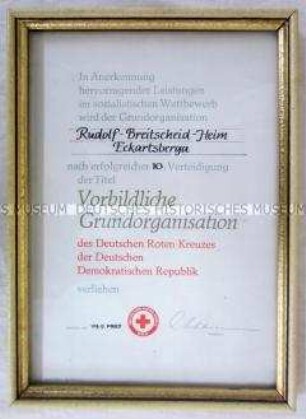 In Anerkennung
hervorragender Leistungen
im sozialistischen Wettbewerb
wird der Grundorganisation
Rudolf-Breitscheid-Heim
Eckartsberga
nach erfolgreicher 10. Verteidigung
der Titel
Vorbildliche
MUSEUM DEUTSCHES HISTORISCHES MUSEUM
Grundorganisation
des Deutschen Roten Kreuzes
der Deutschen
Demokratischen Republik
verliehen